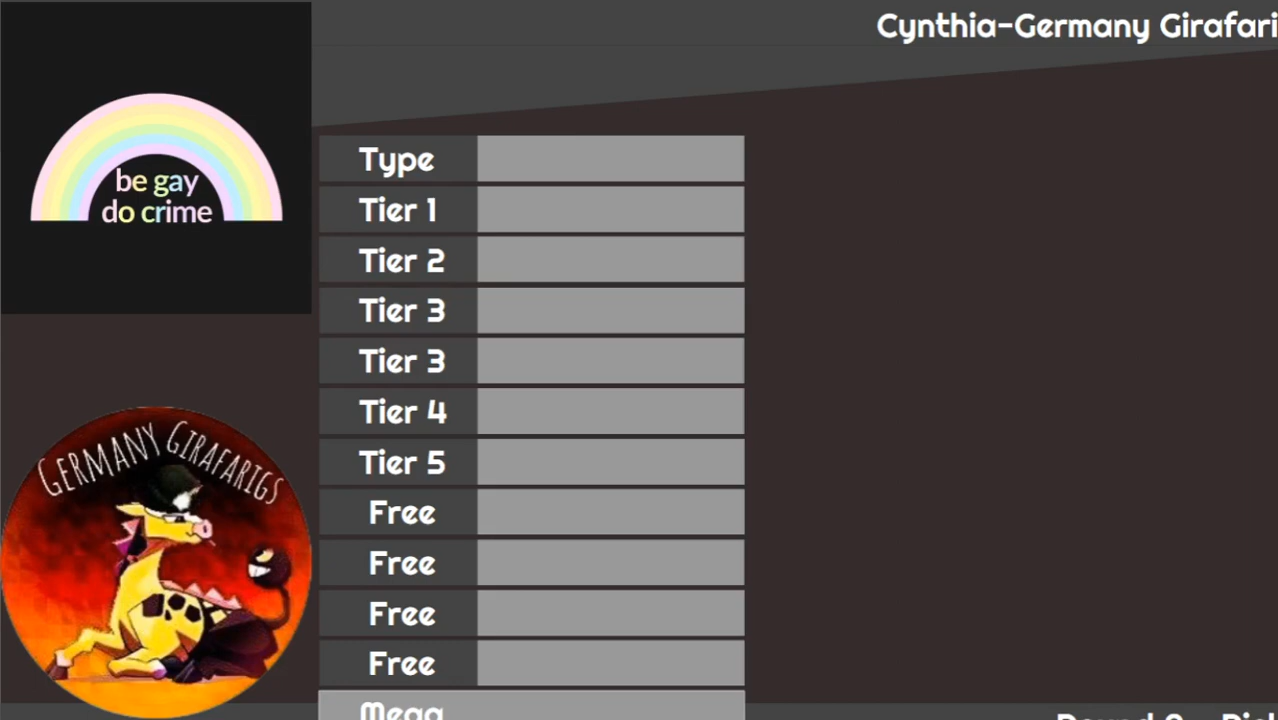 Cynthia-Germany Girafari
be gay
do crime
Type
Tier 1
Tier 2
Tier 3
Tier 3
Tier 4
Tier 5
GERMANY GIRAFARIGS
Free
Free
Free
Free
Mega